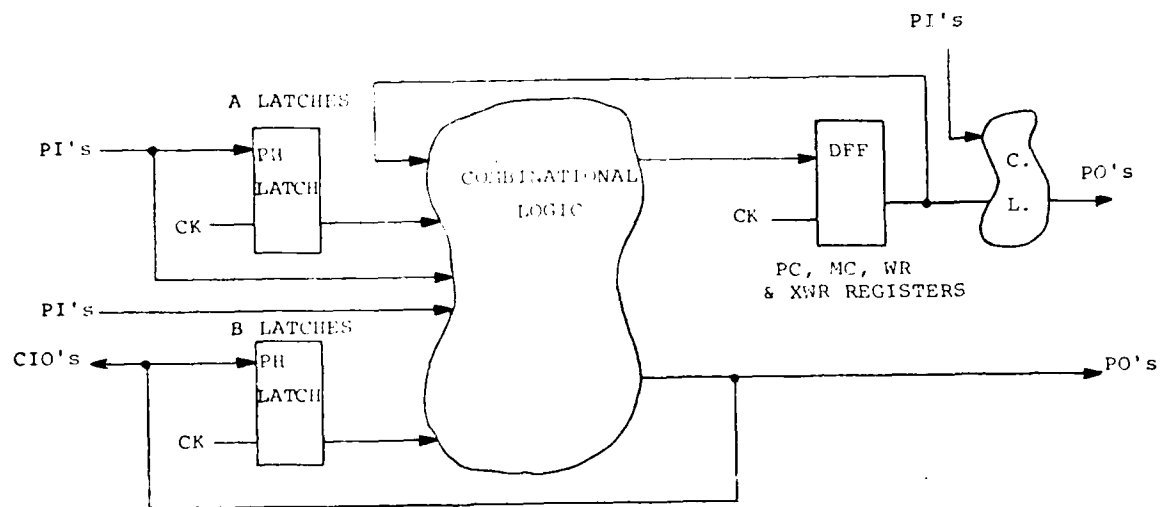 PI's
A LATCHES
PI's
PH
LATCH
CK
COMBINATIONAL
LOGIC
DFF
CK
C.
L.
PO's
PC, MC, WR
& XWR REGISTERS
PI's
B LATCHES
CIO's
PH
LATCH
CK
PO's